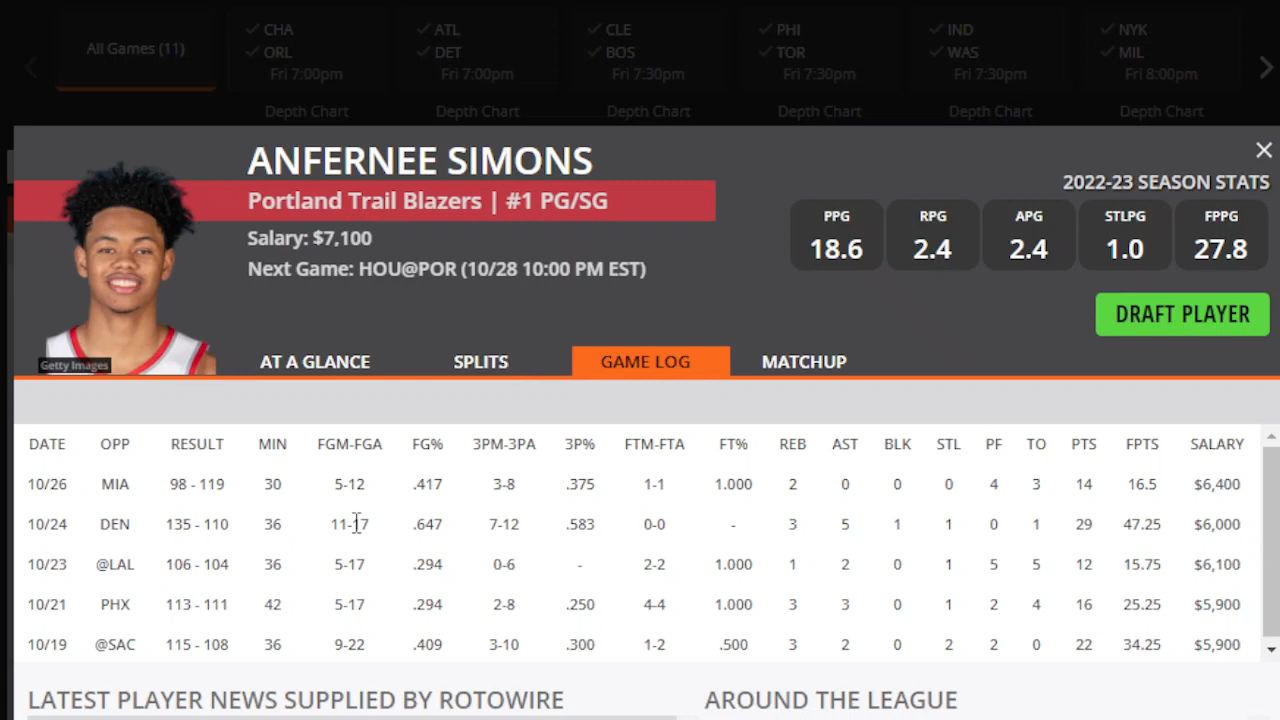 All Games (11)
CHA
ORL
Fri 7:00pm
ATL
DET
Fri 7:00pm
CLE
BOS
Fri 7:30pm
PHI
TOR
Fri 7:30pm
IND
WAS
Fri 7:30pm
NYK
MIL
Fri 8:00pm
Depth Chart Depth Chart Depth Chart Depth Chart Depth Chart Depth Chart
ANFERNEE SIMONS
Portland Trail Blazers | #1 PG/SG
Salary: $7,100
Next Game: HOU@POR (10/28 10:00 PM EST)
2022-23 SEASON STATS
PPG RPG APG STLPG FPPG
18.6 2.4 2.4 1.0 27.8
DRAFT PLAYER
Getty Images
AT A GLANCE SPLITS GAME LOG MATCHUP
DATE OPP RESULT MIN FGM-FGA FG% 3PM-3PA 3P% FTM-FTA FT% REB AST BLK STL PF TO PTS FPTS SALARY
10/26 MIA 98 - 119 30 5-12 .417 3-8 .375 1-1 1.000 2 0 0 0 4 3 14 16.5 $6,400
10/24 DEN 135 - 110 36 11-17 .647 7-12 .583 0-0 - 3 5 1 1 0 1 29 47.25 $6,000
10/23 @LAL 106 - 104 36 5-17 .294 0-6 - 2-2 1.000 1 2 0 1 5 5 12 15.75 $6,100
10/21 PHX 113 - 111 42 5-17 .294 2-8 .250 4-4 1.000 3 3 0 1 2 4 16 25.25 $5,900
10/19 @SAC 115 - 108 36 9-22 .409 3-10 .300 1-2 .500 3 2 0 2 2 0 22 34.25 $5,900
LATEST PLAYER NEWS SUPPLIED BY ROTOWIRE
AROUND THE LEAGUE